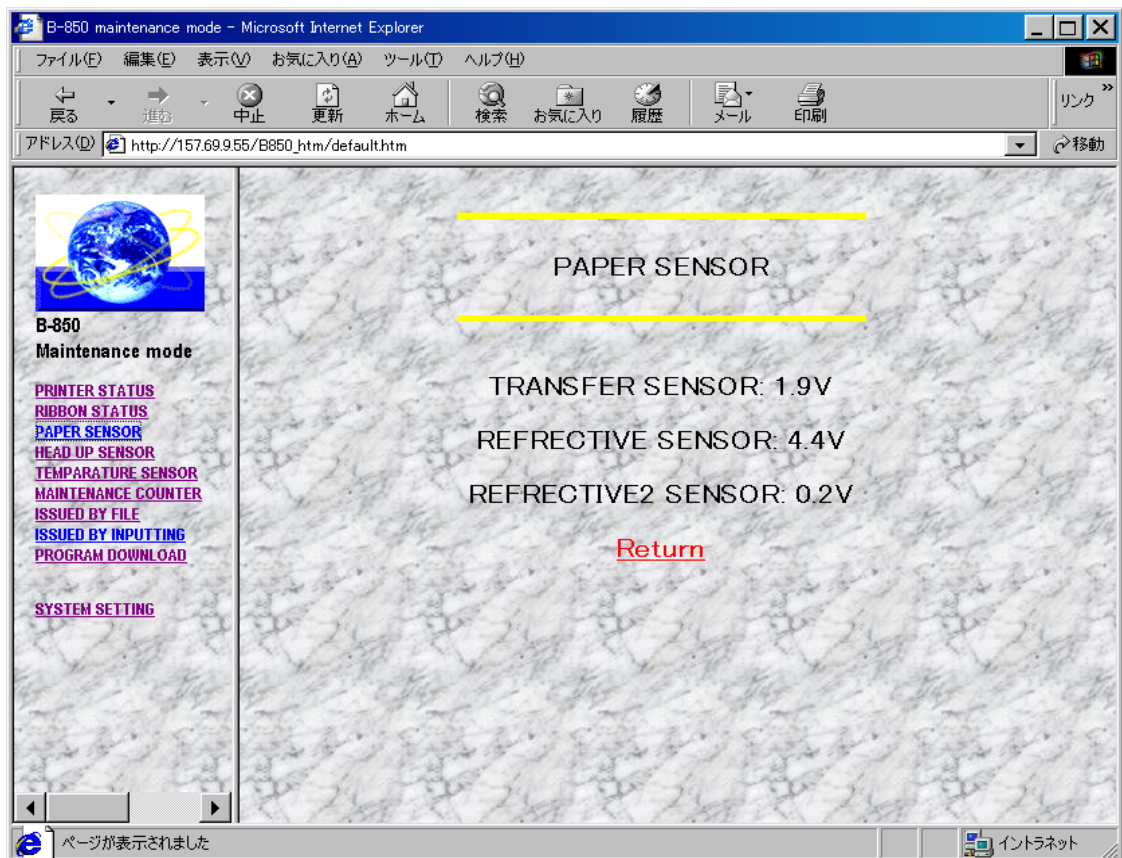 B-850 maintenance mode - Microsoft Internet Explorer
ファイル(F) 編集(E) 表示(V) お気に入り(A) ツール(T) ヘルプ(H)
戻る 進む 中止 更新 ホーム 検索 お気に入り 履歴 メール 印刷 リンク »
アドレス(D) http://157.69.9.55/B850_htm/default.htm 移動
B-850
Maintenance mode
PRINTER STATUS
RIBBON STATUS
PAPER SENSOR
HEAD UP SENSOR
TEMPARATURE SENSOR
MAINTENANCE COUNTER
ISSUED BY FILE
ISSUED BY INPUTTING
PROGRAM DOWNLOAD
SYSTEM SETTING
PAPER SENSOR
TRANSFER SENSOR: 1.9V
REFRECTIVE SENSOR: 4.4V
REFRECTIVE2 SENSOR: 0.2V
Return
ページが表示されました イントラネット